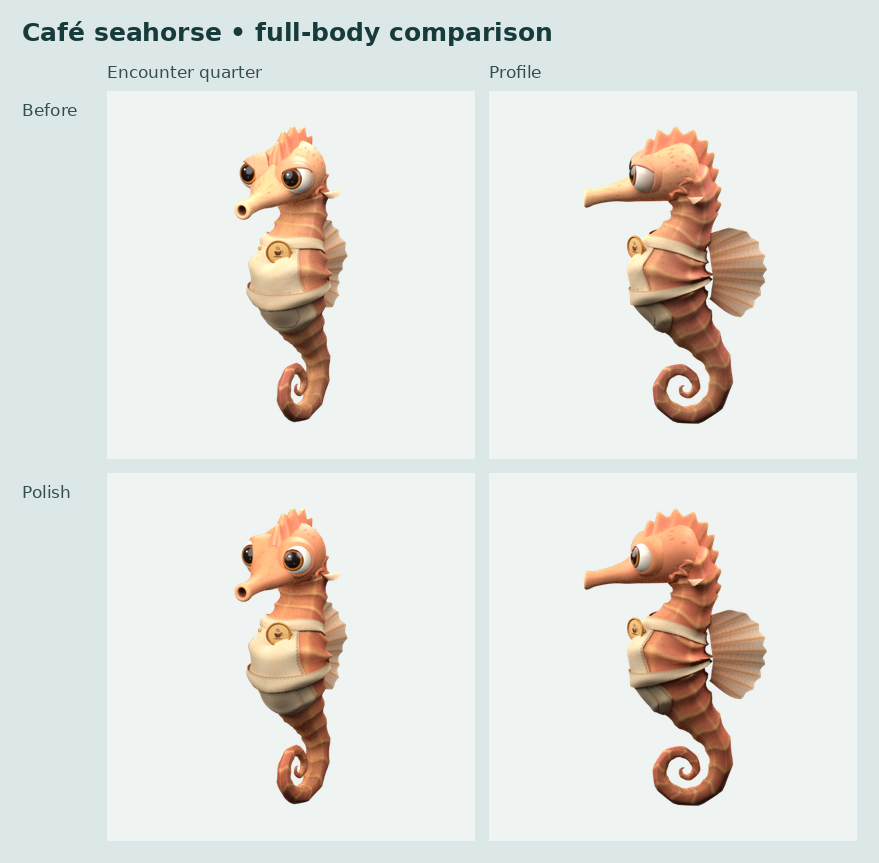 Café seahorse • full-body comparison
Encounter quarter
Profile
Before
Polish